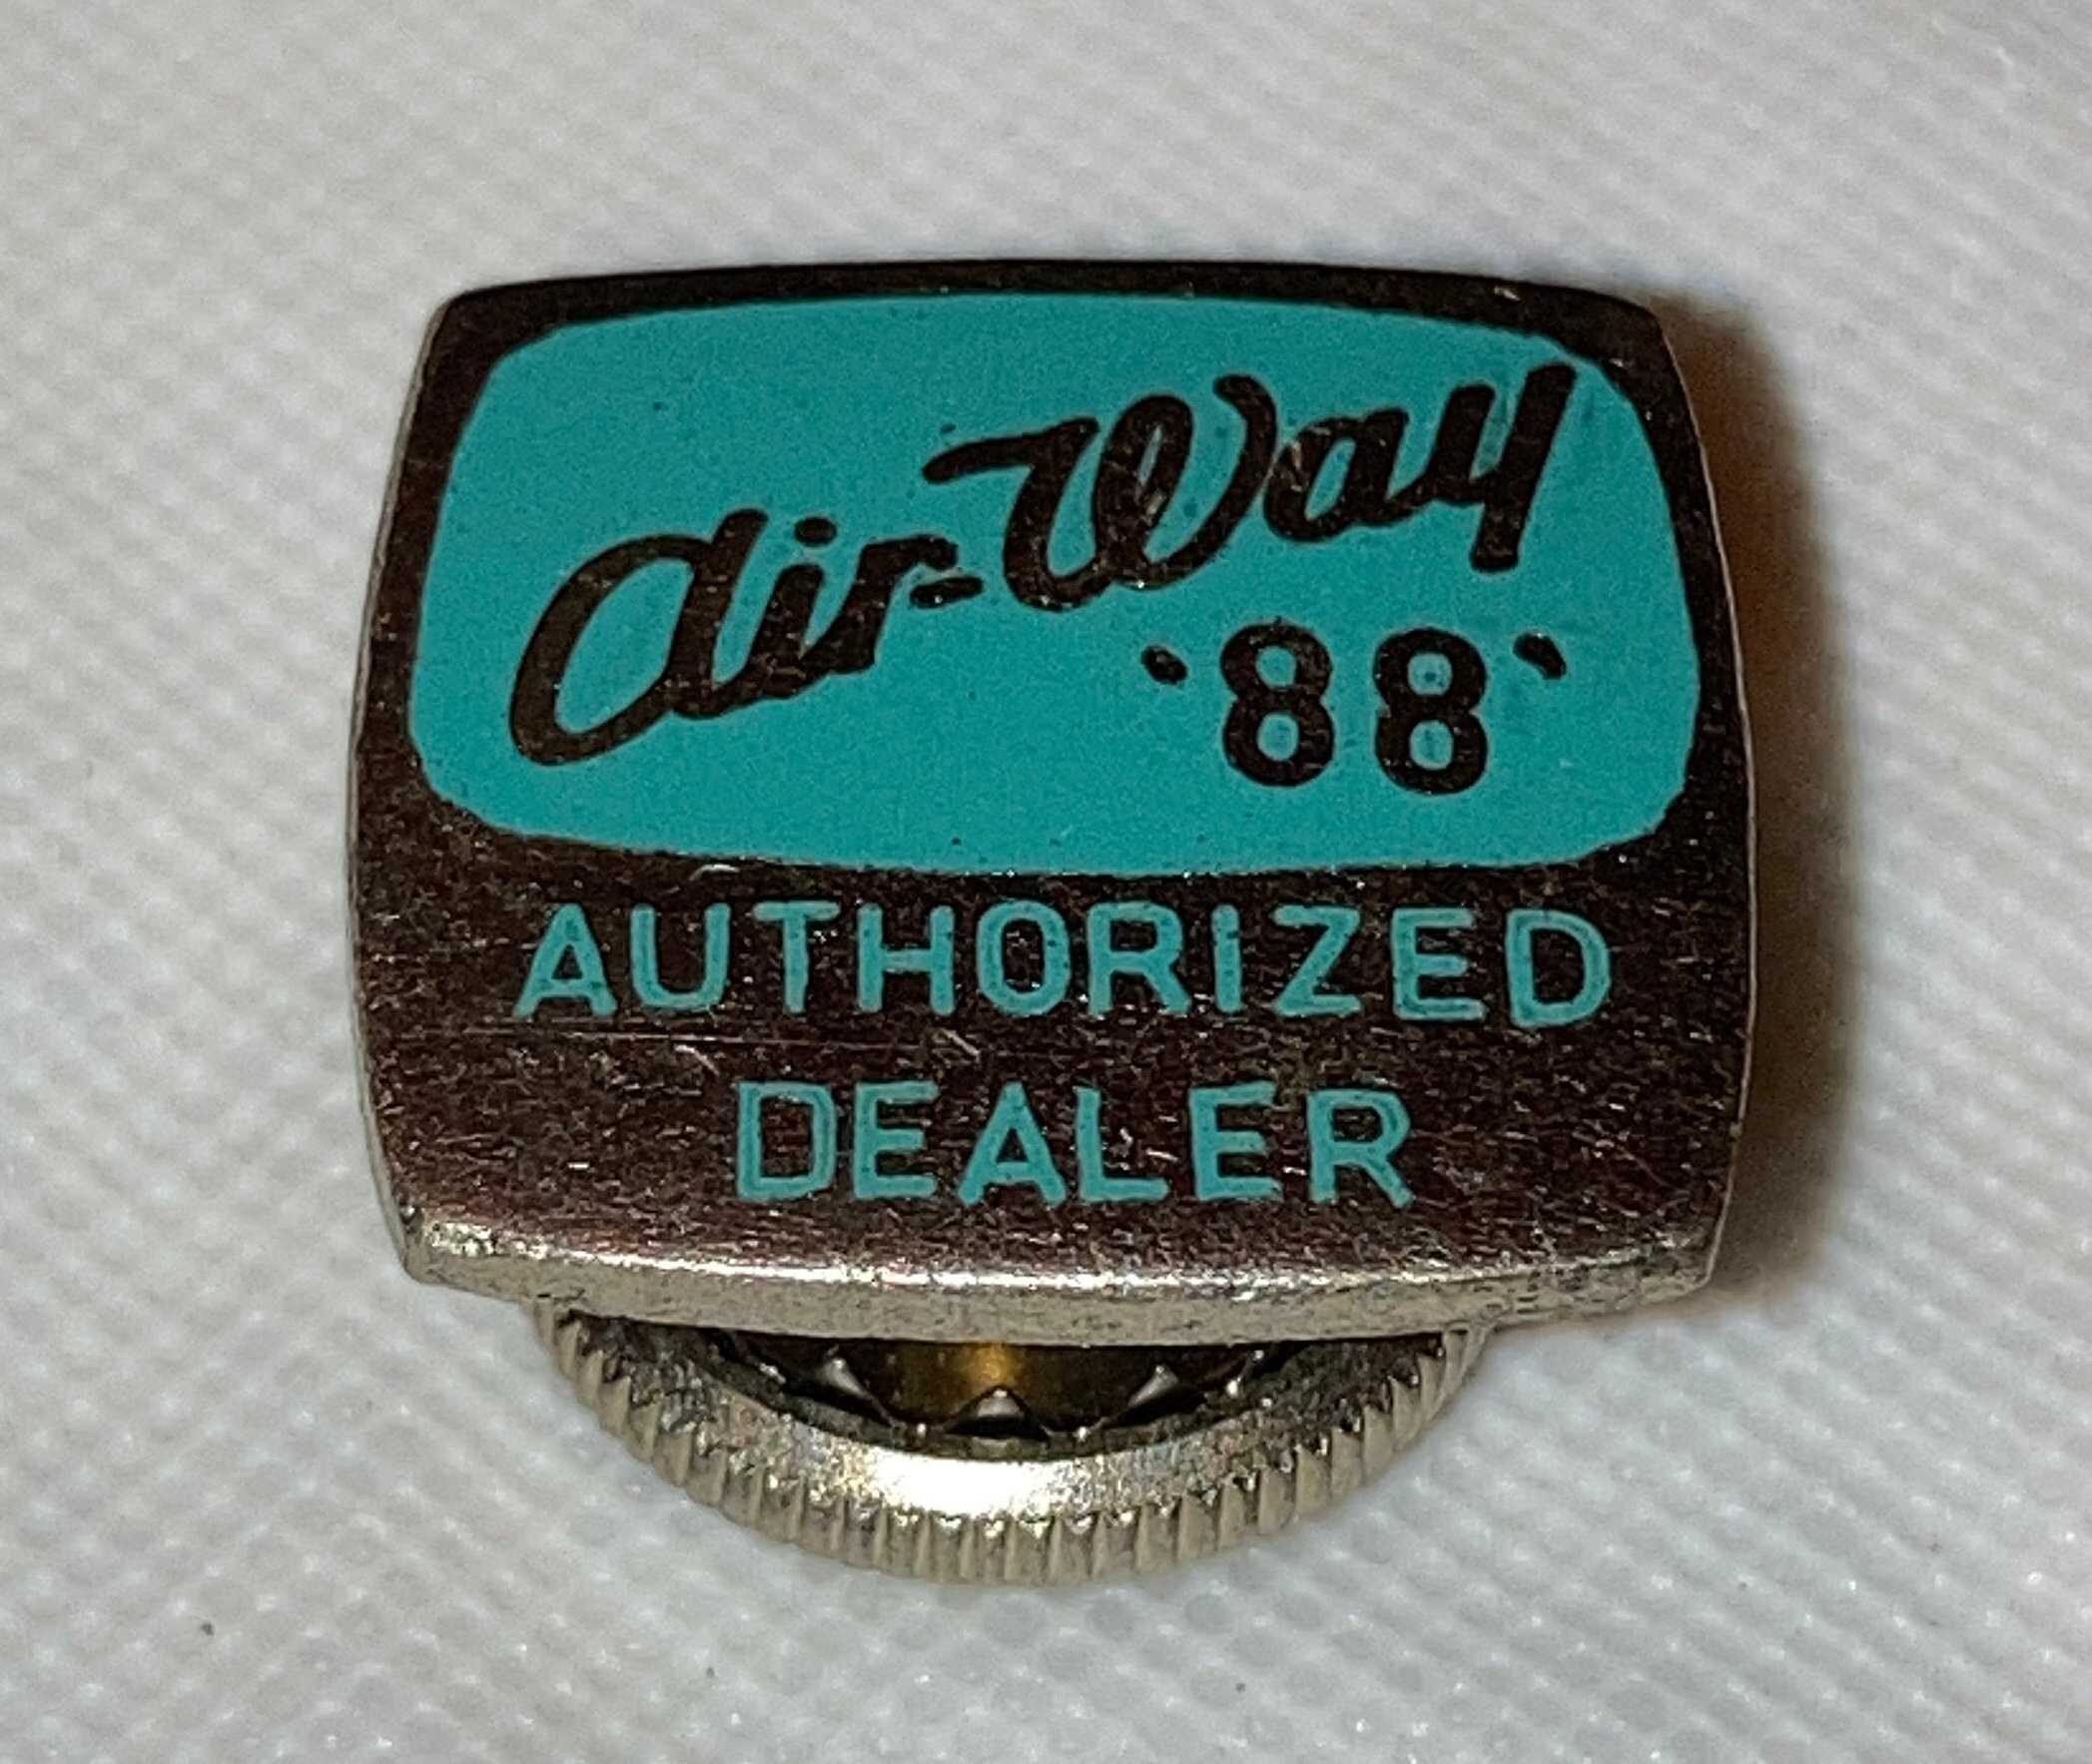 Air-Way
‘88’
AUTHORIZED
DEALER